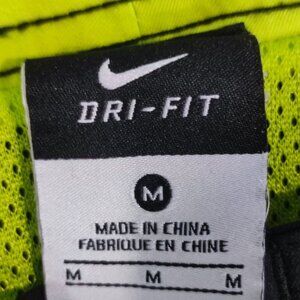 DRI-FIT
M
MADE IN CHINA
FABRIQUE EN CHINE
M M M